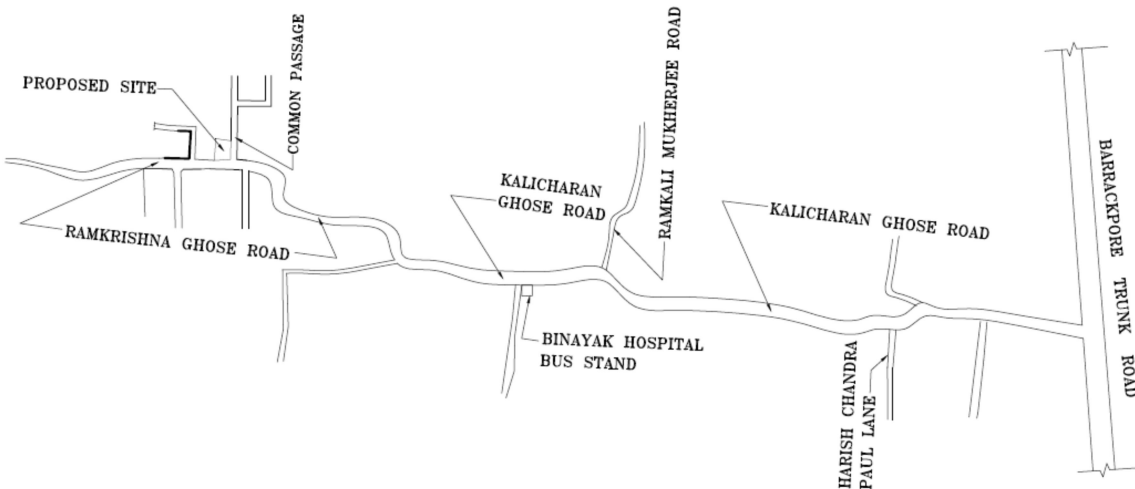 PROPOSED SITE
COMMON PASSAGE
RAMKRISHNA GHOSE ROAD
KALICHARAN
GHOSE ROAD
RAMKALI MUKHERJEE ROAD
KALICHARAN GHOSE ROAD
BINAYAK HOSPITAL
BUS STAND
HARISH CHANDRA
PAUL LANE
BARRACKPORE TRUNK ROAD